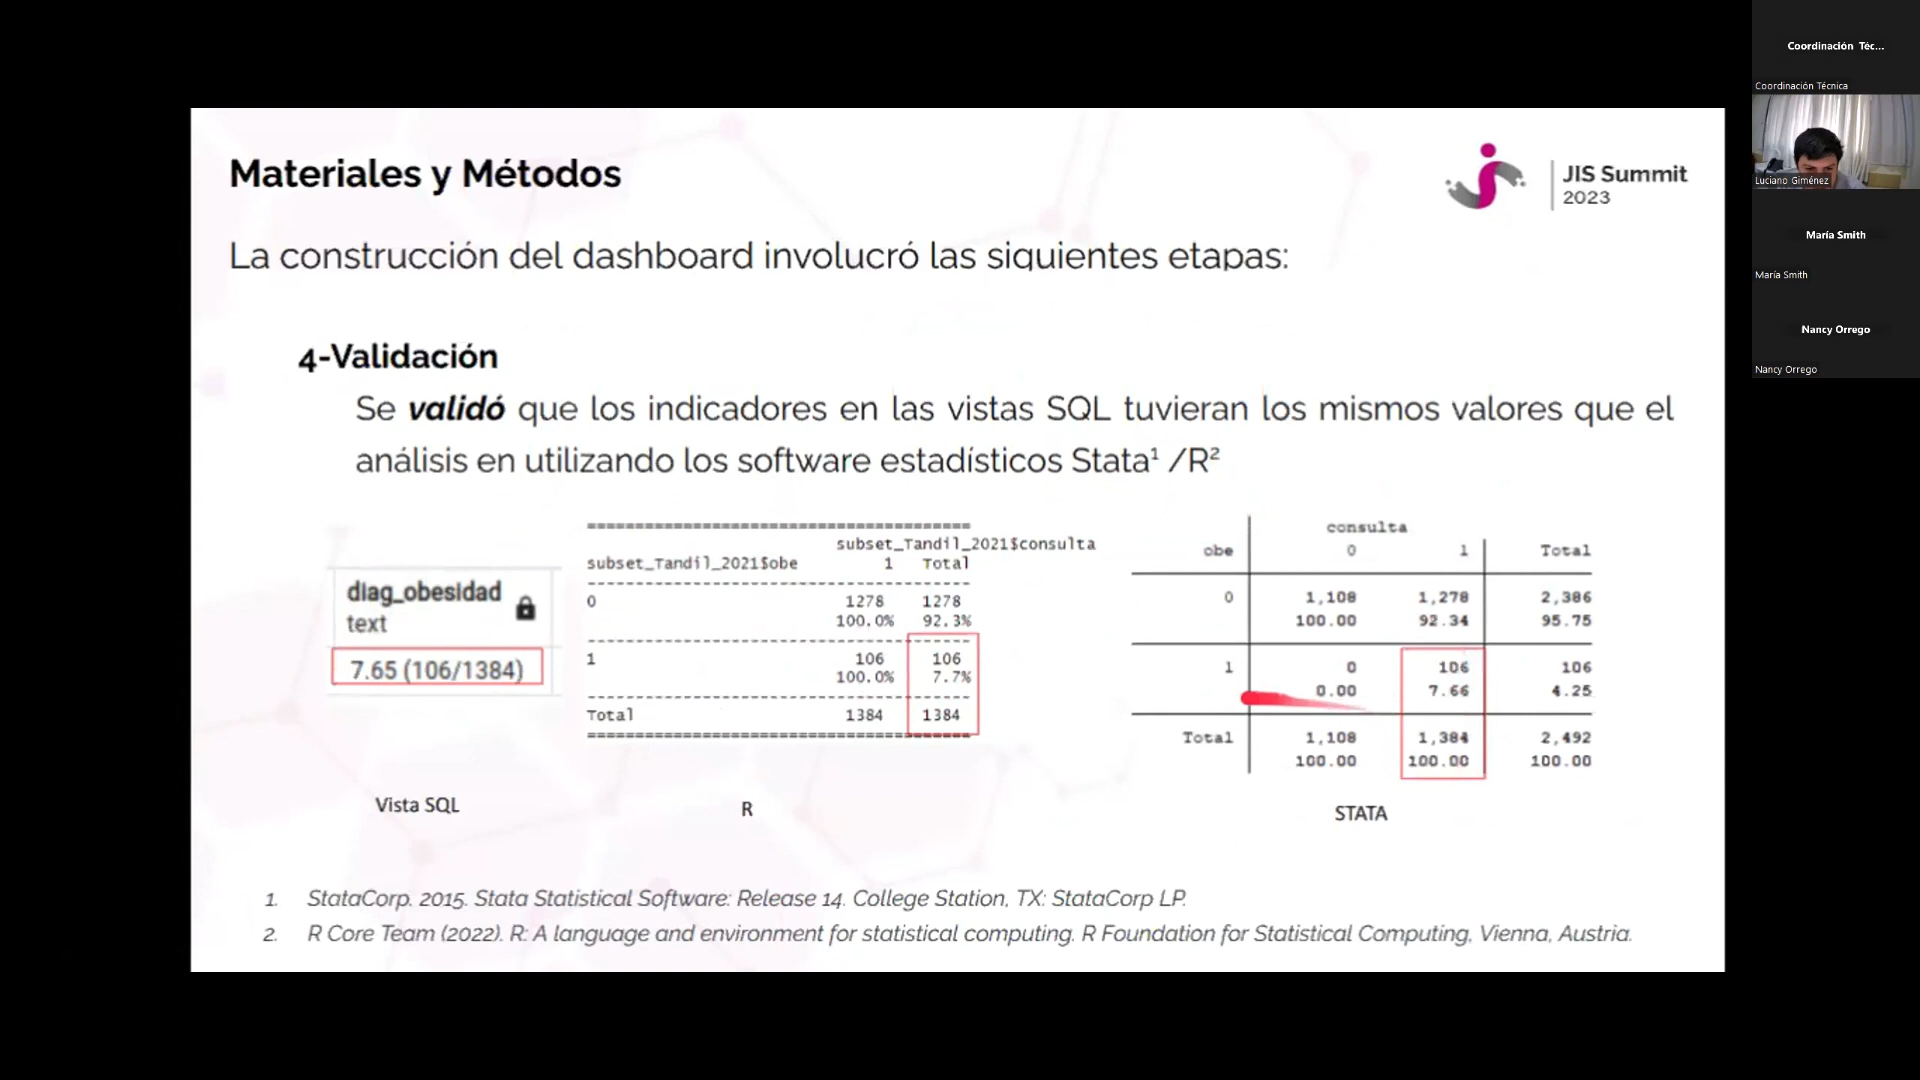 Materiales y Métodos
JIS Summit
2023
La construcción del dashboard involucró las siguientes etapas:
4-Validación
Se validó que los indicadores en las vistas SQL tuvieran los mismos valores que el
análisis en utilizando los software estadísticos Stata¹ /R²
diag_obesidad
text
7.65 (106/1384)
Vista SQL
subset_Tandil_2021$consulta
subset_Tandil_2021$obe 1 Total
0 1278 1278
100.0% 92.3%
1 106 106
100.0% 7.7%
Total 1384 1384
R
consulta
obe 0 1 Total
0 1,108 1,278 2,386
100.00 92.34 95.75
1 0 106 106
0.00 7.66 4.25
Total 1,108 1,384 2,492
100.00 100.00 100.00
STATA
1. StataCorp. 2015. Stata Statistical Software: Release 14. College Station, TX: StataCorp LP.
2. R Core Team (2022). R: A language and environment for statistical computing. R Foundation for Statistical Computing, Vienna, Austria.
Coordinación Téc...
Coordinación Técnica
Luciano Giménez
María Smith
María Smith
Nancy Orrego
Nancy Orrego